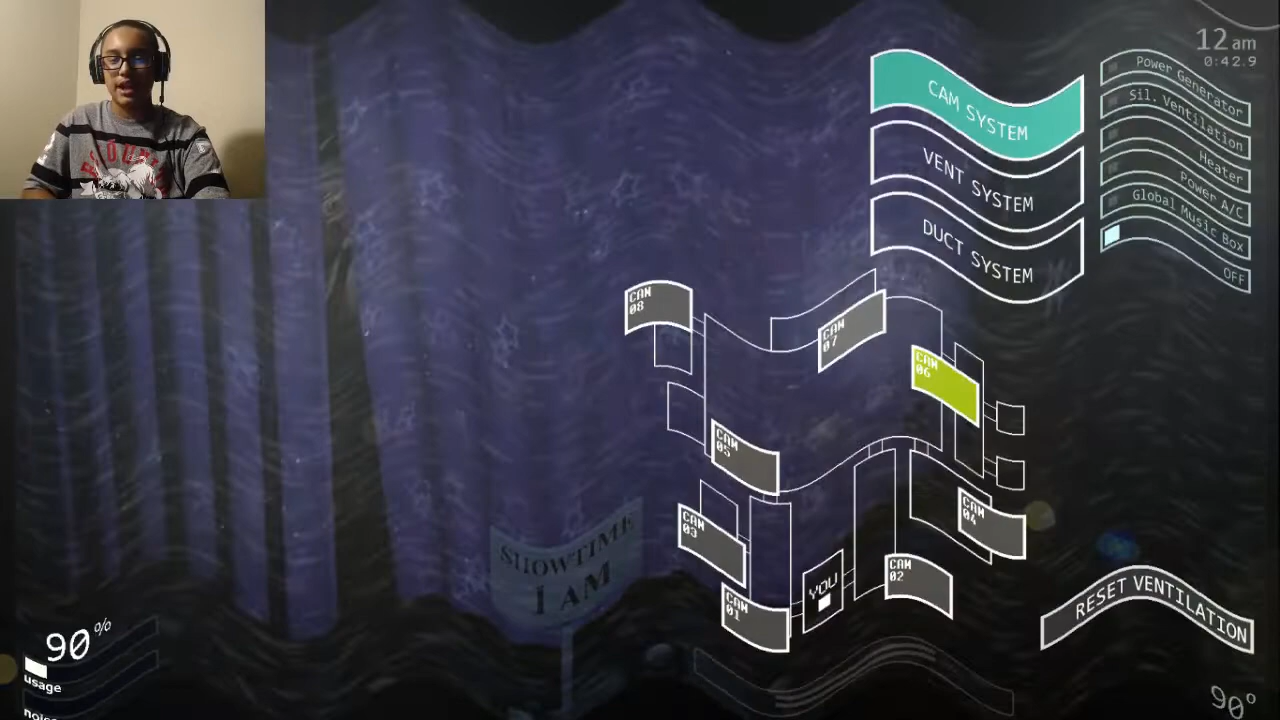 12 am
0:42.9
Power Generator
Sil. Ventilation
Heater
Power A/C
Global Music Box
OFF
CAM SYSTEM
VENT SYSTEM
DUCT SYSTEM
CAM
08
CAM
07
CAM
06
CAM
05
CAM
03
CAM
04
CAM
02
CAM
01
YOU
SHOWTIME
1 AM
RESET VENTILATION
90%
usage
90°